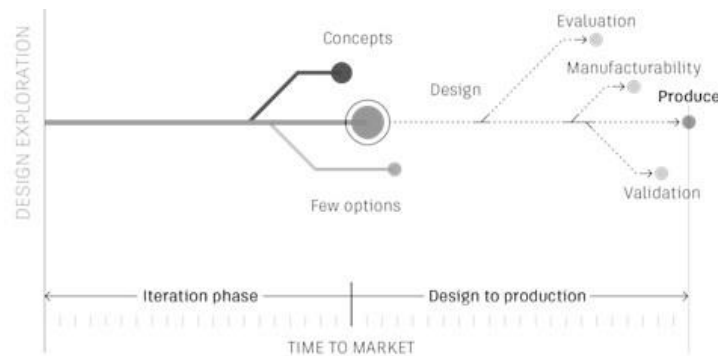 DESIGN EXPLORATION
Concepts
Few options
Design
Evaluation
Manufacturability
Produce
Validation
Iteration phase
Design to production
TIME TO MARKET